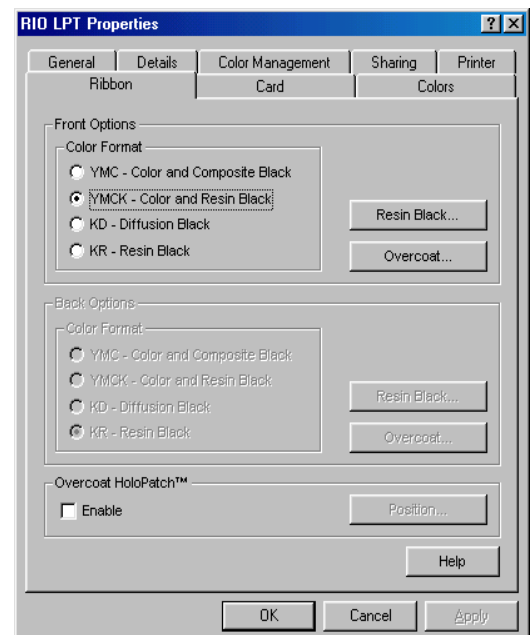 RIO LPT Properties
General Details Color Management Sharing Printer
Ribbon Card Colors
Front Options
Color Format
YMC - Color and Composite Black
YMCK - Color and Resin Black
KD - Diffusion Black
KR - Resin Black
Resin Black...
Overcoat...
Back Options
Color Format
YMC - Color and Composite Black
YMCK - Color and Resin Black
KD - Diffusion Black
KR - Resin Black
Resin Black...
Overcoat...
Overcoat HoloPatch™
Enable
Position...
Help
OK Cancel Apply